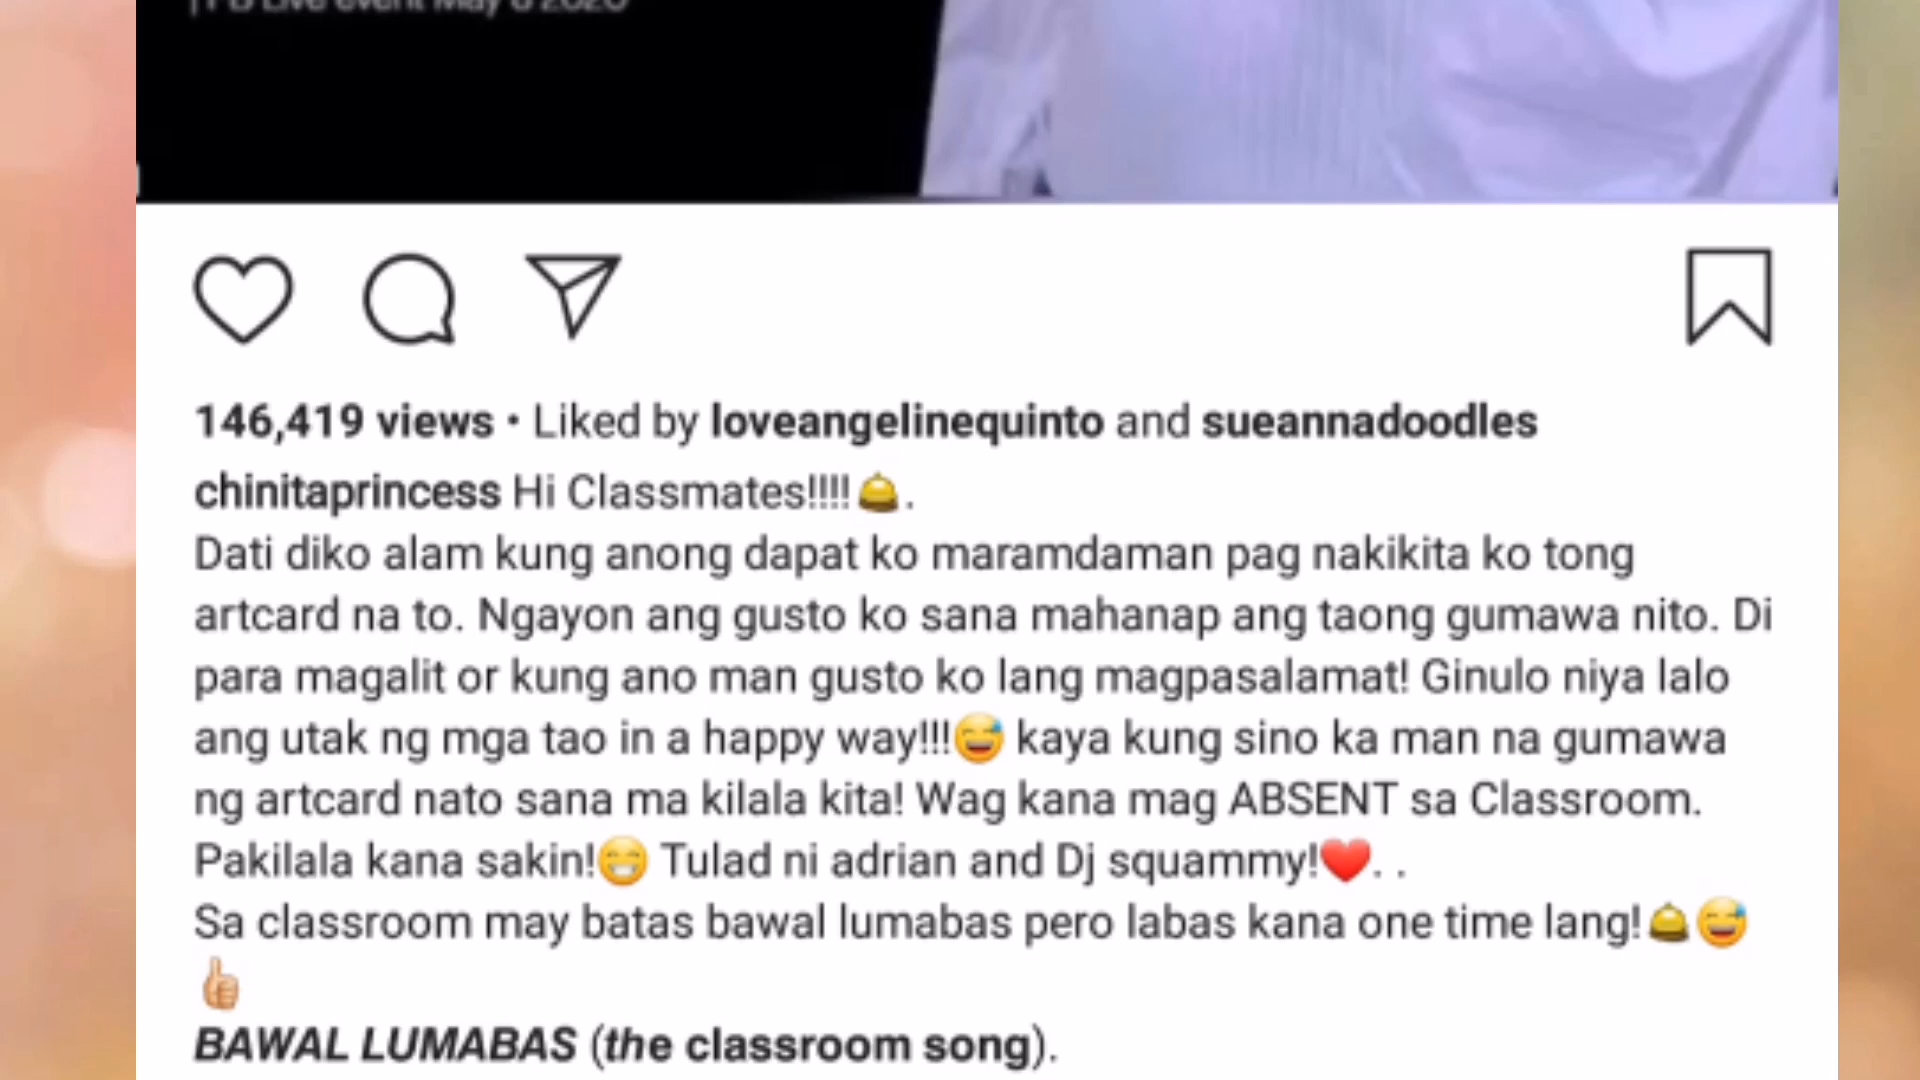 | FB Live event May 8 2020
146,419 views • Liked by loveangelinequinto and sueannadoodles
chinitaprincess Hi Classmates!!!!🛎.
Dati diko alam kung anong dapat ko maramdaman pag nakikita ko tong
artcard na to. Ngayon ang gusto ko sana mahanap ang taong gumawa nito. Di
para magalit or kung ano man gusto ko lang magpasalamat! Ginulo niya lalo
ang utak ng mga tao in a happy way!!!😅 kaya kung sino ka man na gumawa
ng artcard nato sana ma kilala kita! Wag kana mag ABSENT sa Classroom.
Pakilala kana sakin!😁 Tulad ni adrian and Dj squammy!❤. .
Sa classroom may batas bawal lumabas pero labas kana one time lang!🛎😅
👍🏻
BAWAL LUMABAS (the classroom song).